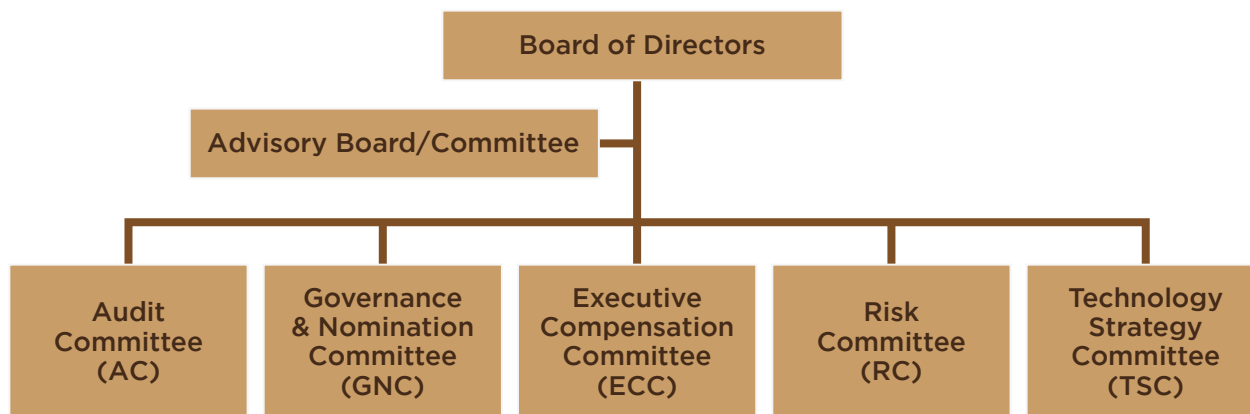 Board of Directors
Advisory Board/Committee
Audit
Committee
(AC)
Governance
& Nomination
Committee
(GNC)
Executive
Compensation
Committee
(ECC)
Risk
Committee
(RC)
Technology
Strategy
Committee
(TSC)